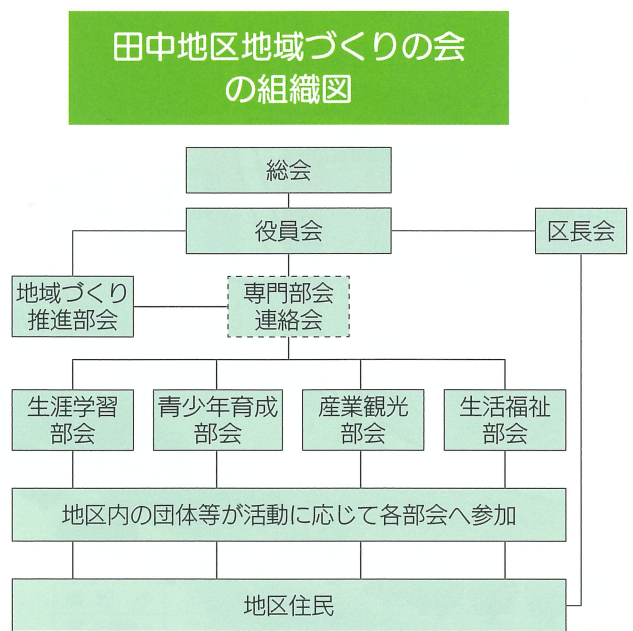 田中地区地域づくりの会
の組織図
総会
役員会
区長会
地域づくり
推進部会
専門部会
連絡会
生涯学習
部会
青少年育成
部会
産業観光
部会
生活福祉
部会
地区内の団体等が活動に応じて各部会へ参加
地区住民